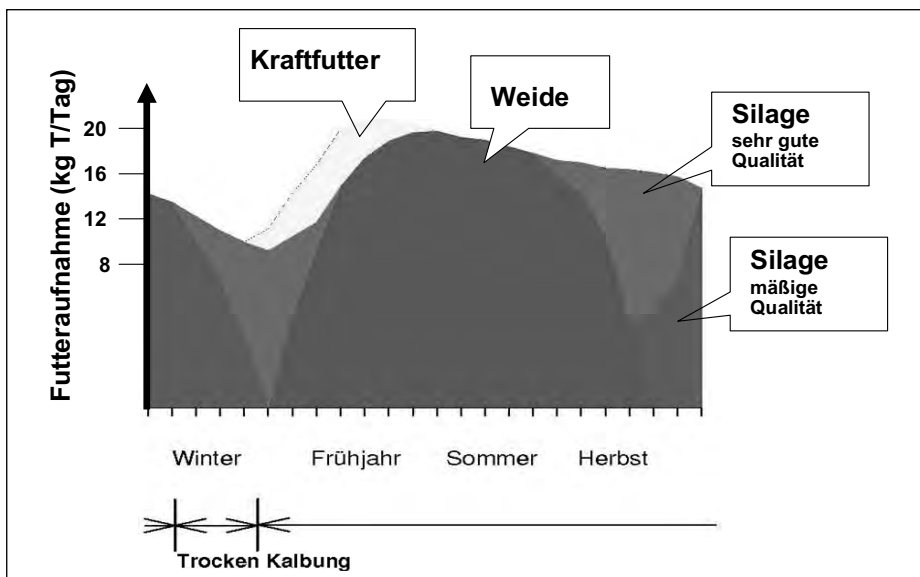 Kraftfutter
Weide
Silage
sehr gute
Qualität
Silage
mäßige
Qualität
Futteraufnahme (kg T/Tag)
20
16
12
8
Winter Frühjahr Sommer Herbst
Trocken Kalbung